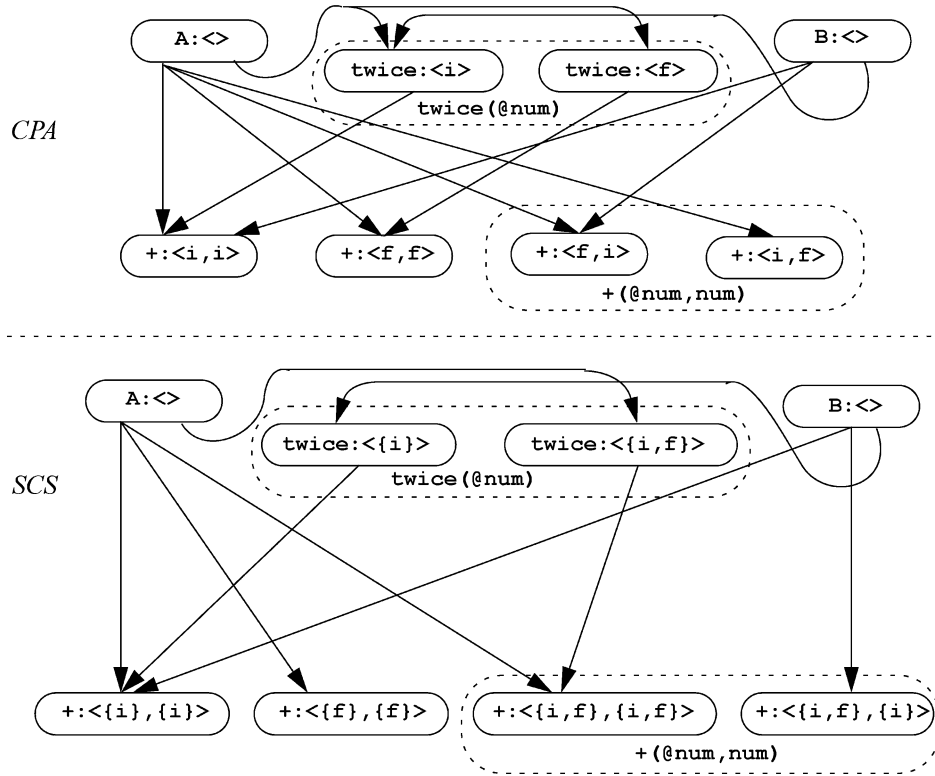 A:<> B:<>
twice:<i> twice:<f>
twice(@num)
CPA
+:<i,i> +:<f,f> +:<f,i> +:<i,f>
+(@num,num)
A:<> B:<>
twice:<{i}> twice:<{i,f}>
twice(@num)
SCS
+:<{i},{i}> +:<{f},{f}> +:<{i,f},{i,f}> +:<{i,f},{i}>
+(@num,num)